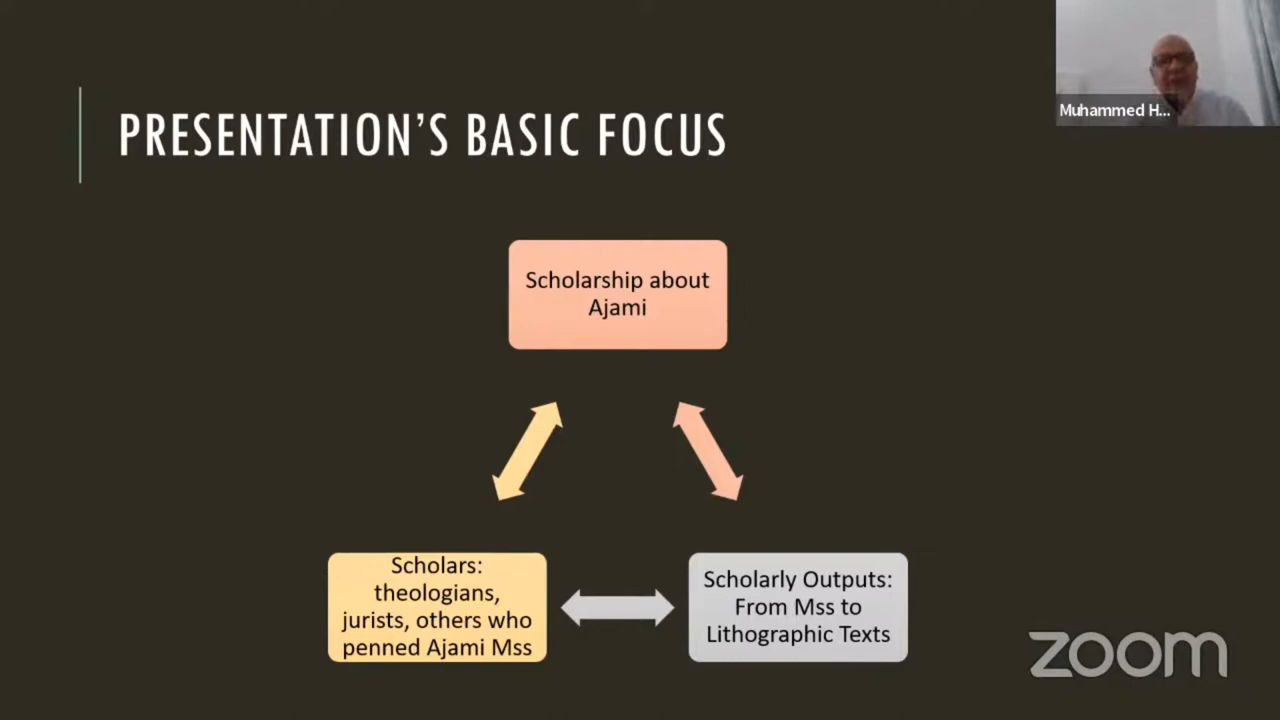 Muhammed H...
PRESENTATION'S BASIC FOCUS
Scholarship about
Ajami
Scholars:
theologians,
jurists, others who
penned Ajami Mss
Scholarly Outputs:
From Mss to
Lithographic Texts
zoom